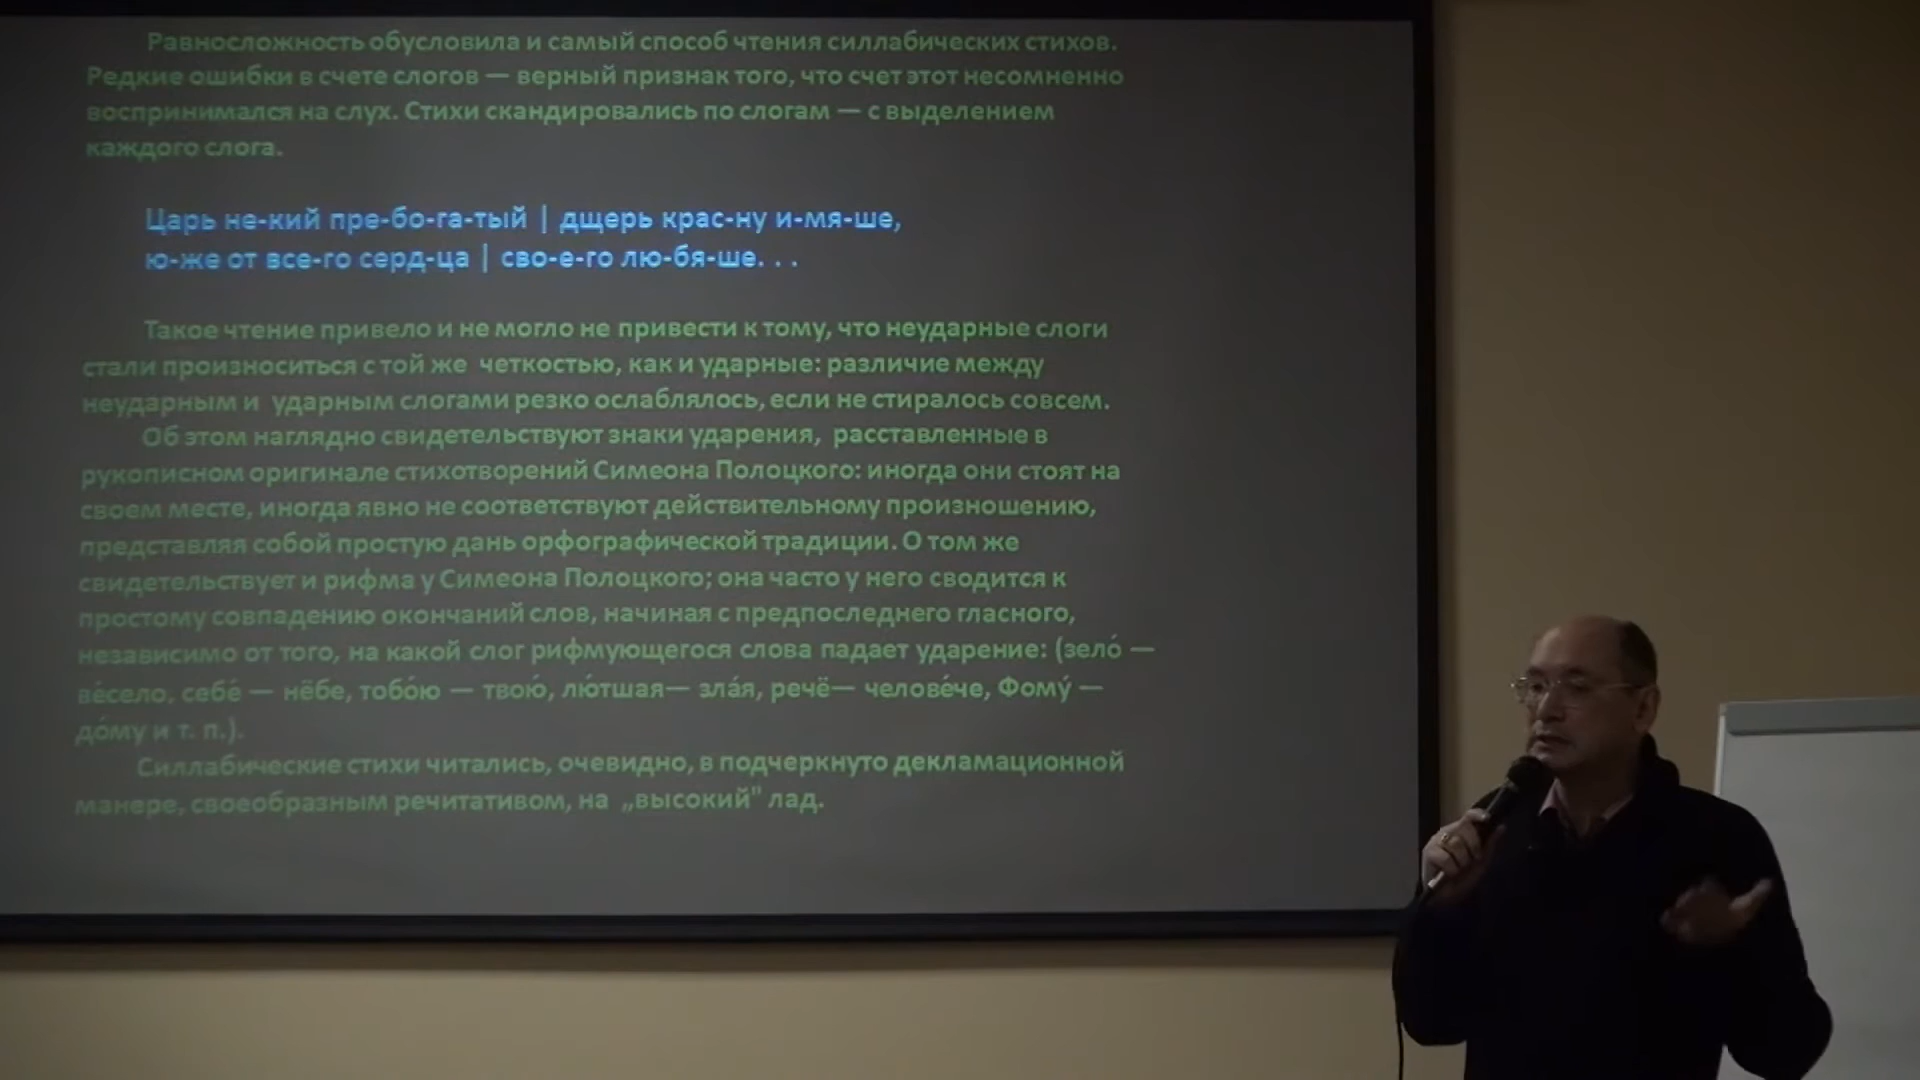 Равносложность обусловила и самый способ чтения силлабических стихов.
Редкие ошибки в счете слогов — верный признак того, что счет этот несомненно
воспринимался на слух. Стихи скандировались по слогам — с выделением
каждого слога.
Царь не-кий пре-бо-га-тый | дщерь крас-ну и-мя-ше,
ю-же от все-го серд-ца | сво-е-го лю-бя-ше. . .
Такое чтение привело и не могло не привести к тому, что неударные слоги
стали произноситься с той же четкостью, как и ударные: различие между
неударным и ударным слогами резко ослаблялось, если не стиралось совсем.
Об этом наглядно свидетельствуют знаки ударения, расставленные в
рукописном оригинале стихотворений Симеона Полоцкого: иногда они стоят на
своем месте, иногда явно не соответствуют действительному произношению,
представляя собой простую дань орфографической традиции. О том же
свидетельствует и рифма у Симеона Полоцкого; она часто у него сводится к
простому совпадению окончаний слов, начиная с предпоследнего гласного,
независимо от того, на какой слог рифмующегося слова падает ударение: (зело́ —
ве́село, себе́ — нёбе, тобо́ю — твою́, лю́тшая— зла́я, речё— челове́че, Фому́ —
до́му и т. п.).
Силлабические стихи читались, очевидно, в подчеркнуто декламационной
манере, своеобразным речитативом, на „высокий" лад.